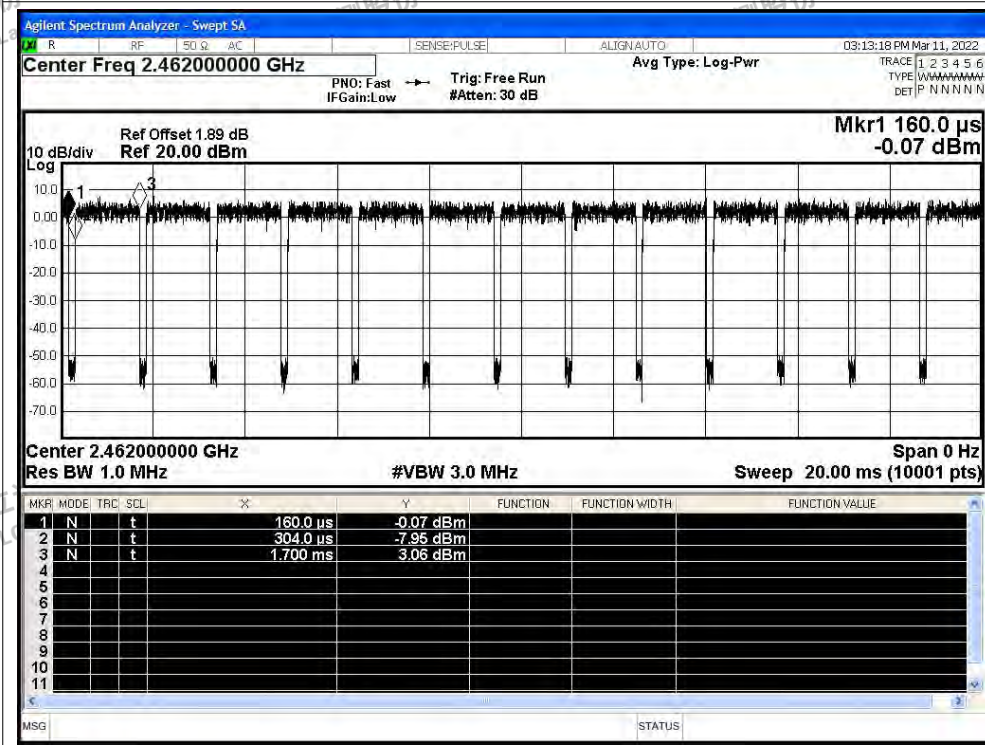 Agilent Spectrum Analyzer - Swept SA
LXI R RF 50 Ω AC SENSE:PULSE ALIGN AUTO 03:13:18 PM Mar 11, 2022
Center Freq 2.462000000 GHz
PNO: Fast
IFGain:Low
Trig: Free Run
#Atten: 30 dB
Avg Type: Log-Pwr
TRACE 1 2 3 4 5 6
TYPE
DET P N N N N N
Mkr1 160.0 µs
-0.07 dBm
Ref Offset 1.89 dB
10 dB/div Ref 20.00 dBm
Log
10.0
0.00
-10.0
-20.0
-30.0
-40.0
-50.0
-60.0
-70.0
1
3
Center 2.462000000 GHz Span 0 Hz
Res BW 1.0 MHz #VBW 3.0 MHz Sweep 20.00 ms (10001 pts)
MKR MODE TRC SCL X Y FUNCTION FUNCTION WIDTH FUNCTION VALUE
1 N t 160.0 µs -0.07 dBm
2 N t 304.0 µs -7.95 dBm
3 N t 1.700 ms 3.06 dBm
4
5
6
7
8
9
10
11
MSG STATUS